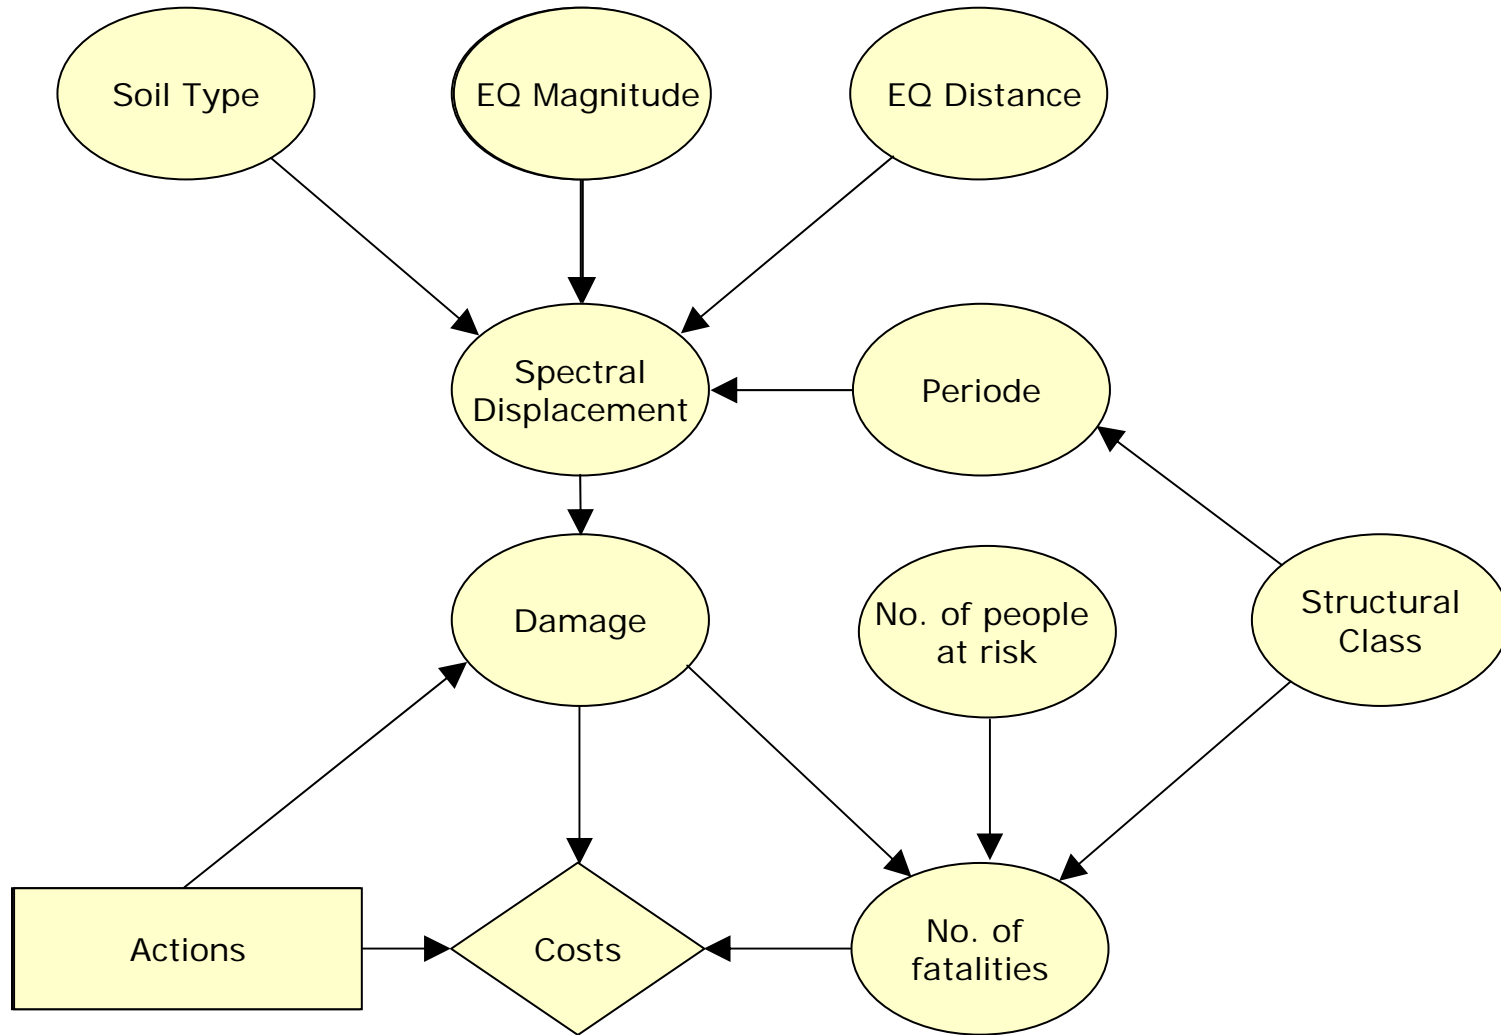 Soil Type
EQ Magnitude
EQ Distance
Spectral
Displacement
Periode
Damage
No. of people
at risk
Structural
Class
Actions
Costs
No. of
fatalities